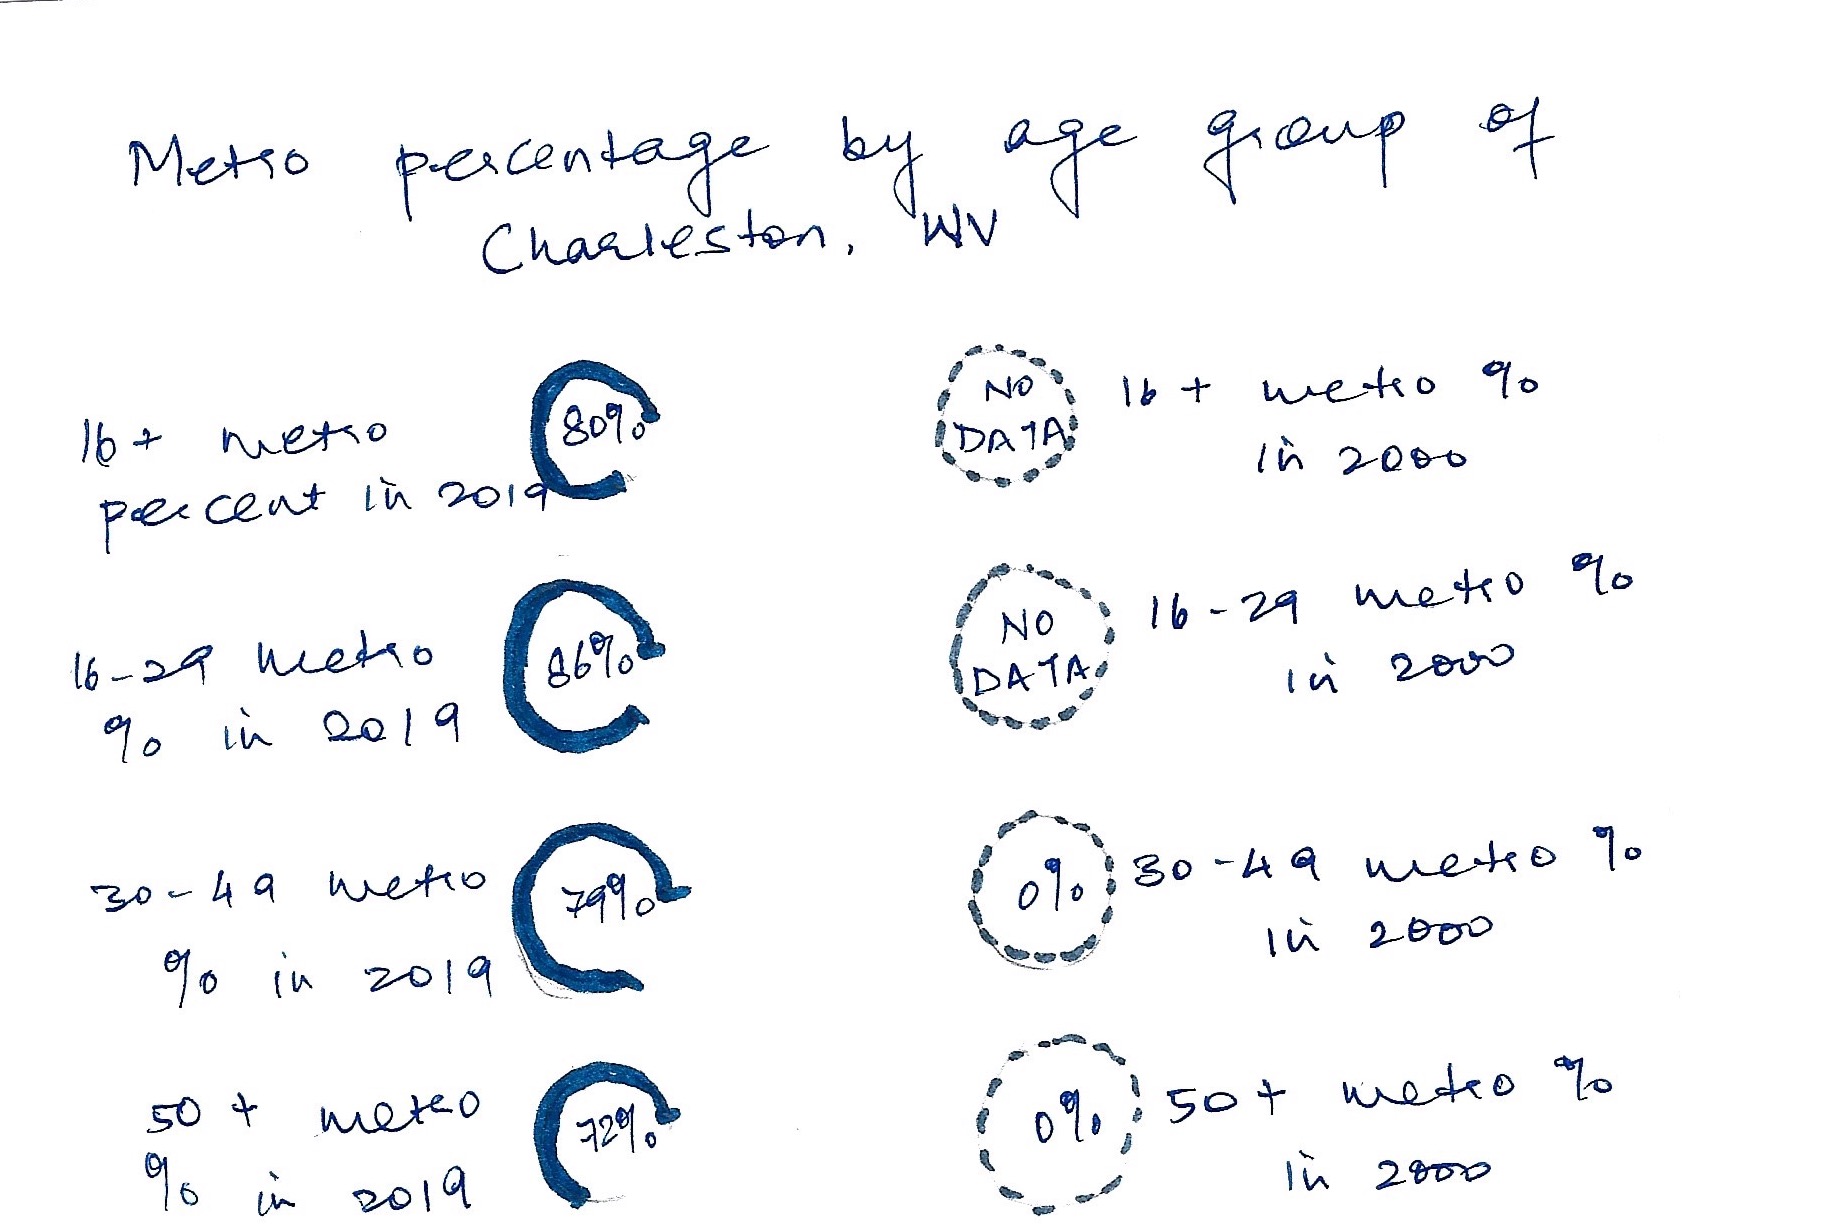 Metro percentage by age group of
Charleston, WV
16+ metro
percent in 2019
80%
NO
DATA
16+ metro %
in 2000
16-29 metro
% in 2019
86%
NO
DATA
16-29 metro %
in 2000
30-49 metro
% in 2019
79%
0%
30-49 metro %
in 2000
50+ metro
% in 2019
72%
0%
50+ metro %
in 2000